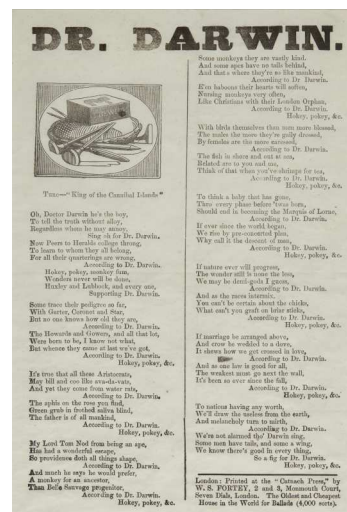 DR. DARWIN.
TUNE—"King of the Cannibal Islands"
Oh, Doctor Darwin he's the boy,
To tell the truth without alloy,
Regardless whom he may annoy,
Sing oh for Dr. Darwin.
Now Peers to Heralds college throng,
To learn to whom they all belong,
For all their quarterings are wrong,
According to Dr. Darwin.
Hokey, pokey, monkey fum,
Wonders never will be done,
Huxley and Lubbock, and every one,
Supporting Dr. Darwin.
Some trace their pedigree so far,
With Garter, Coronet and Star,
But no one knows how old they are,
According to Dr. Darwin.
The Howards and Gowers, and all that lot,
Were born to be, I know not what,
But whence they come at last we've got,
According to Dr. Darwin.
Hokey, pokey, &c.
It's true that all these Aristocrats,
May bill and coo like ava-da-vats,
And yet they come from water rats,
According to Dr. Darwin.
The aphis on the rose you find,
Green grub in frothed saliva blind,
The father is of all mankind,
According to Dr. Darwin.
Hokey, pokey, &c.
My Lord Tom Nod from being an ape,
Has had a wonderful escape,
So providence doth all things shape,
According to Dr. Darwin.
And much he says he would prefer,
A monkey for an ancestor,
Than Bella Sauvage progenitor,
According to Dr. Darwin,
Hokey, pokey, &c.
Some monkeys they are vastly kind,
And some apes have no tails behind,
And that's where they're so like mankind,
According to Dr. Darwin.
E'en baboons their hearts will soften,
Nursing monkeys very often,
Like Christians with their London Orphan,
According to Dr. Darwin.
Hokey, pokey, &c.
With birds themselves than men more blessed,
The males the more they're gaily dressed,
By females are the more caressed,
According to Dr. Darwin.
The fish in shore and out at sea,
Related are to you and me,
Think of that when you've shrimps for tea,
According to Dr. Darwin.
Hokey, pokey, &c.
To think a baby that has gone,
Thro' every phase before 'twas born,
Should end in becoming the Marquis of Lorne,
According to Dr. Darwin.
If ever since the world began,
We rise by pre-concerted plan,
Why call it the descent of man,
According to Dr. Darwin,
Hokey, pokey, &c.
If nature ever will progress,
The wonder still is none the less,
We may be demi-gods I guess,
According to Dr. Darwin.
And as the races intermix
You can't be certain about the chicks,
What can't you graft on briar sticks,
According to Dr. Darwin.
Hokey, pokey, &c.
If marriage be arranged above,
And crow be wedded to a dove,
It shews how we get crossed in love,
According to Dr. Darwin.
And as one law is good for all,
The weakest must go next the wall,
It's been so ever since the fall,
According to Dr. Darwin.
Hokey, pokey, &c.
To natives having any worth,
We'll draw the useless from the earth,
And melancholy turn to mirth,
According to Dr. Darwin.
We're not alarmed tho' Darwin sing,
Some men have tails, and some a wing,
We know there's good in every thing,
So a fig for Dr. Darwin.
Hokey, pokey, &c.
London: Printed at the "Catnach Press," by
W. S. FORTEY, 2 and 3, Monmouth Court,
Seven Dials, London. The Oldest and Cheapest
House in the World for Ballads (4,000 sorts).